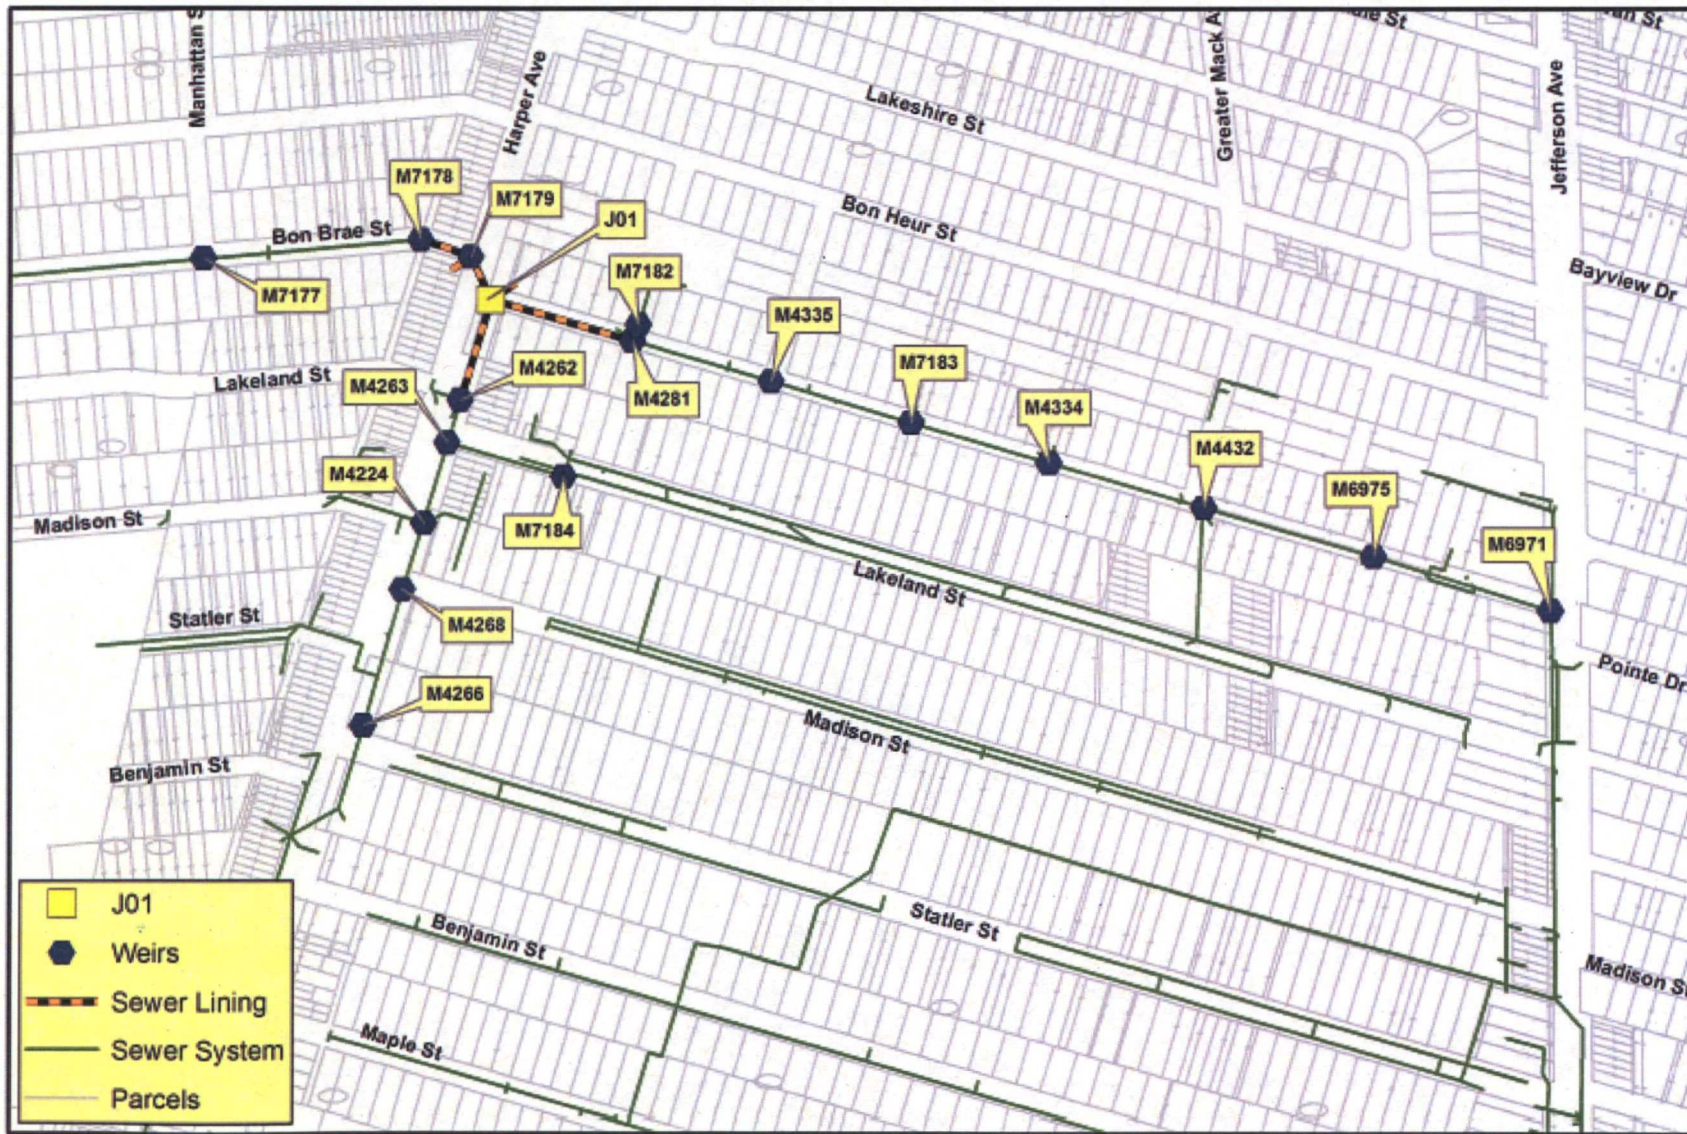 Manhattan S
Harper Ave
Greater Mack A
Jefferson Ave
Lakeshire St
M7178
M7179
J01
Bon Brae St
Bon Heur St
M7177
M7182
M4335
Bayview Dr
M7183
Lakeland St
M4263
M4262
M4281
M4334
M4432
M4224
M6975
Madison St
M7184
M6971
Lakeland St
Statler St
M4268
Pointe Dr
M4266
Madison St
Benjamin St
Statler St
Benjamin St
Madison St
Maple St
J01
Weirs
Sewer Lining
Sewer System
Parcels